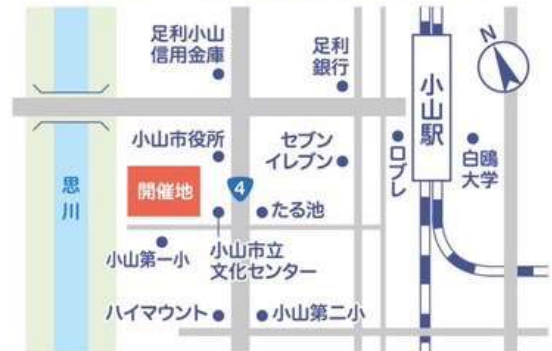 足利小山
信用金庫
足利
銀行
N
小山駅
小山市役所
セブン
イレブン
ロブレ
白鴎
大学
思川
開催地
4
たる池
小山第一小
小山市立
文化センター
ハイマウント
小山第二小